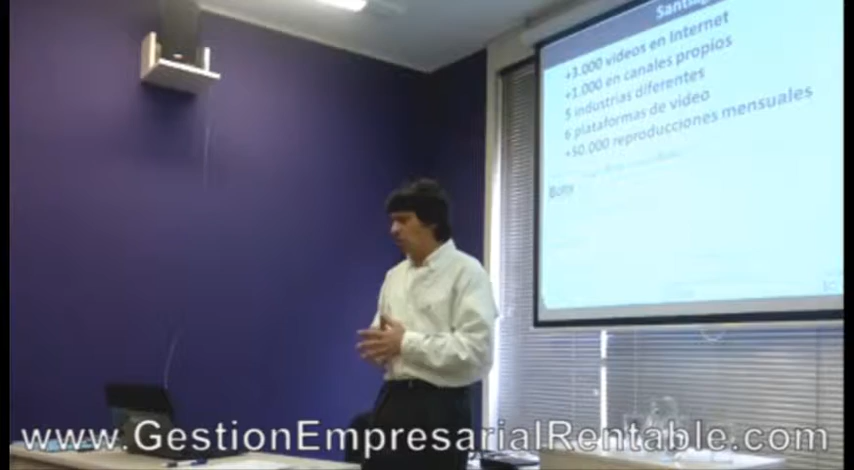 +3.000 videos en Internet
+1.000 en canales propios
5 industrias diferentes
6 plataformas de video
+50.000 reproducciones mensuales
www.GestionEmpresarialRentable.com